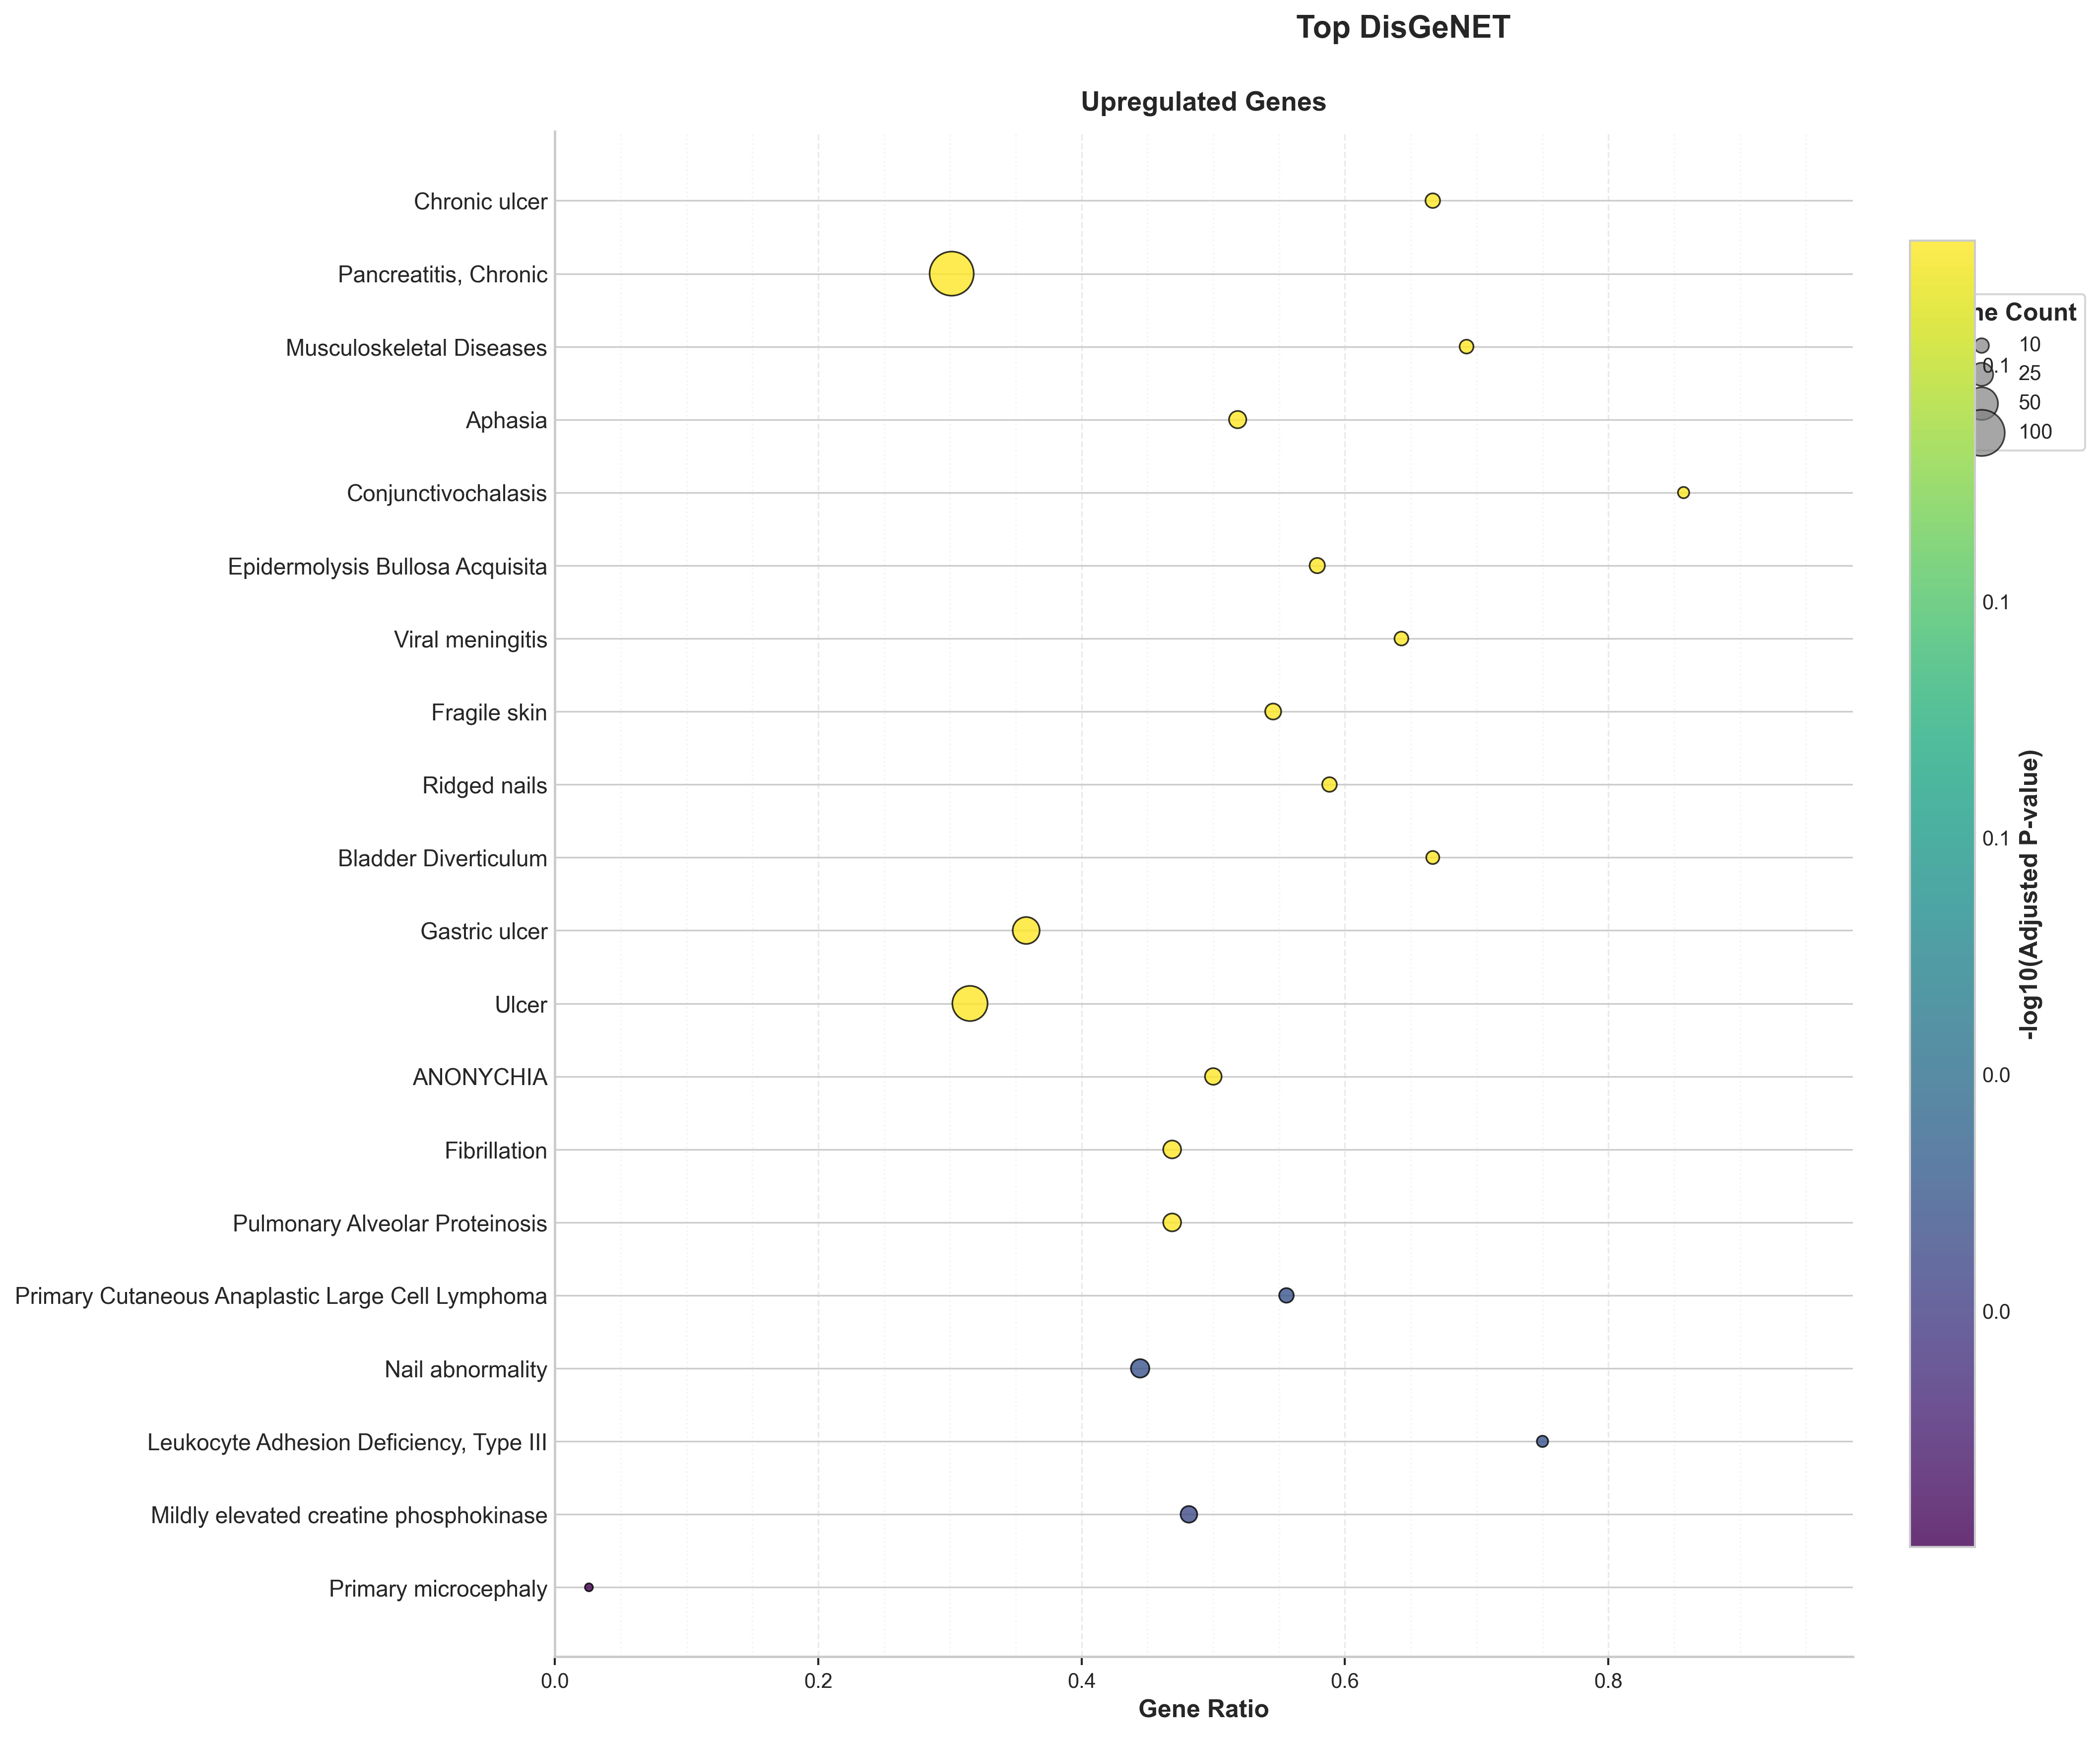 Top DisGeNET
Upregulated Genes
Chronic ulcer
Pancreatitis, Chronic
Musculoskeletal Diseases
Aphasia
Conjunctivochalasis
Epidermolysis Bullosa Acquisita
Viral meningitis
Fragile skin
Ridged nails
Bladder Diverticulum
Gastric ulcer
Ulcer
ANONYCHIA
Fibrillation
Pulmonary Alveolar Proteinosis
Primary Cutaneous Anaplastic Large Cell Lymphoma
Nail abnormality
Leukocyte Adhesion Deficiency, Type III
Mildly elevated creatine phosphokinase
Primary microcephaly
0.0 0.2 0.4 0.6 0.8
Gene Ratio
Count
10
25
50
100
0.1
0.1
0.1
0.0
0.0
-log10(Adjusted P-value)